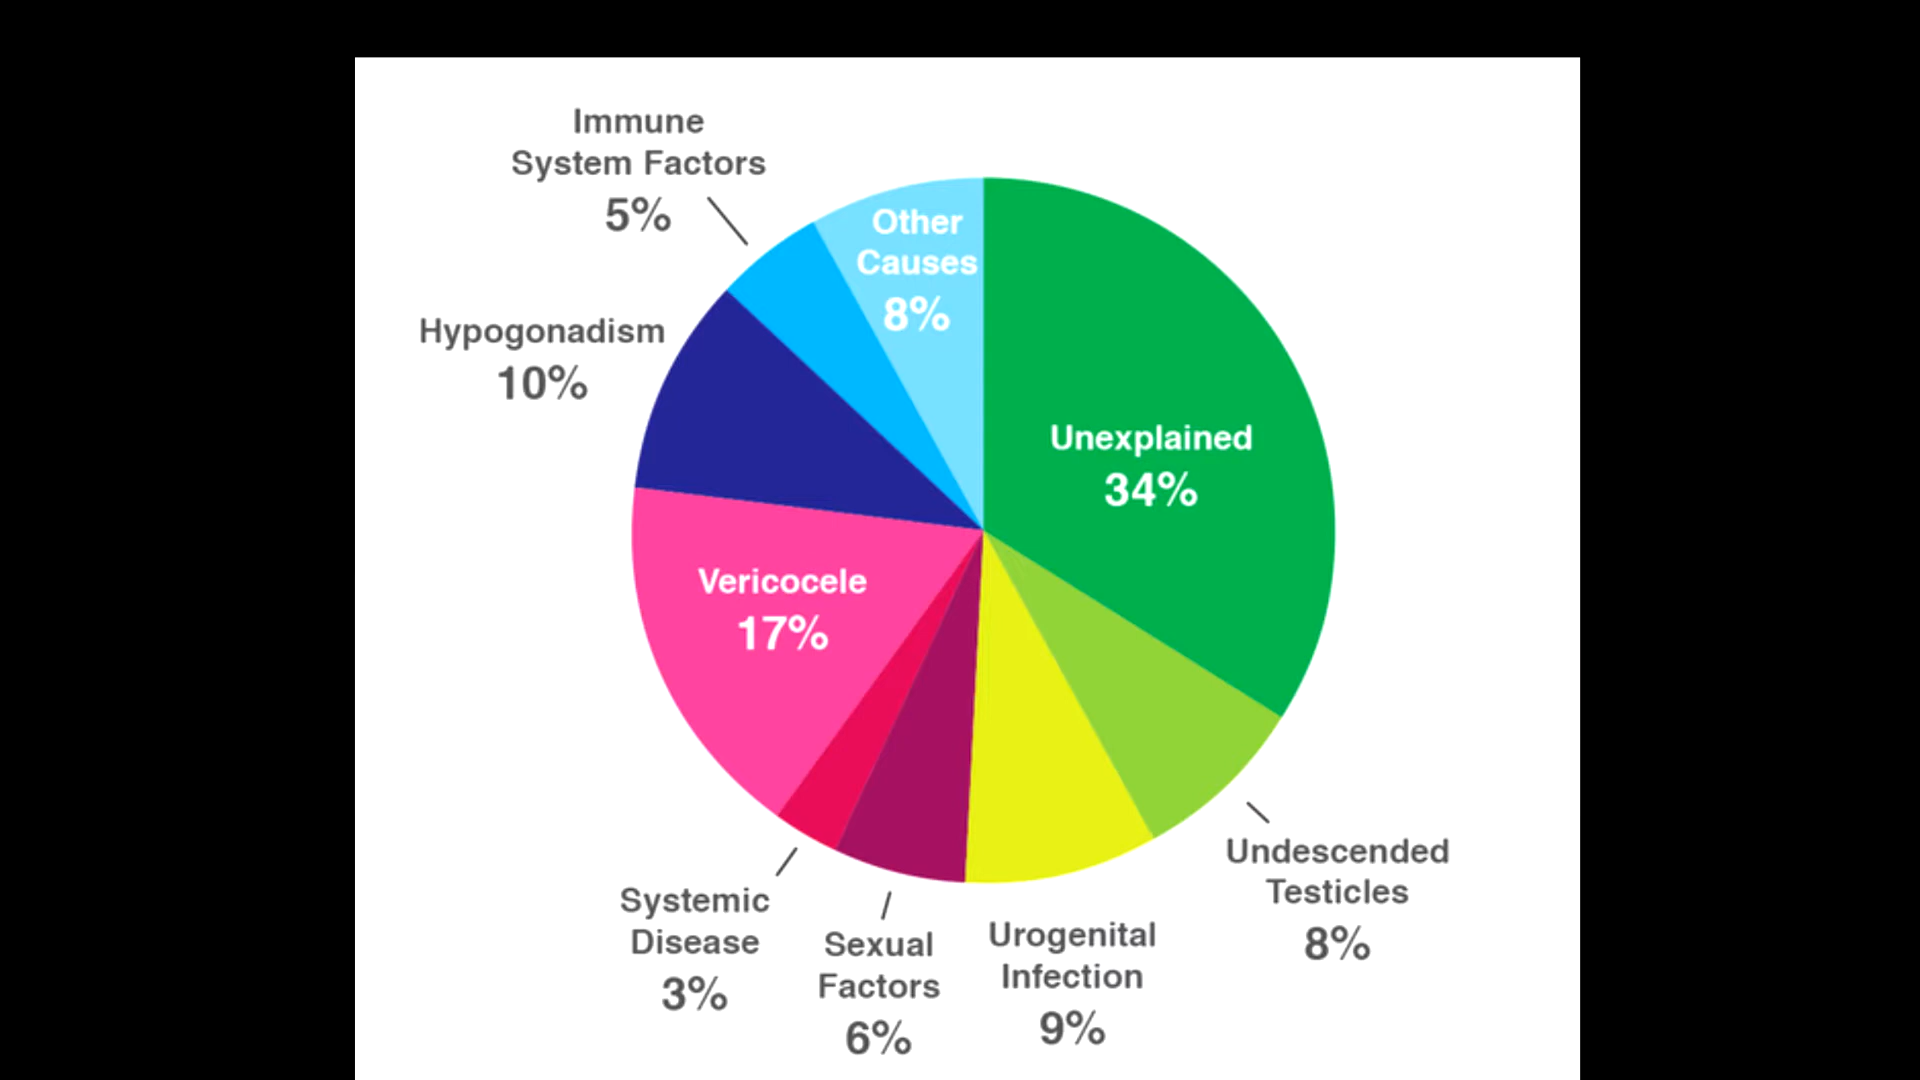 Immune
System Factors
5%
Other
Causes
8%
Hypogonadism
10%
Unexplained
34%
Vericocele
17%
Undescended
Testicles
8%
Systemic
Disease
3%
Sexual
Factors
6%
Urogenital
Infection
9%